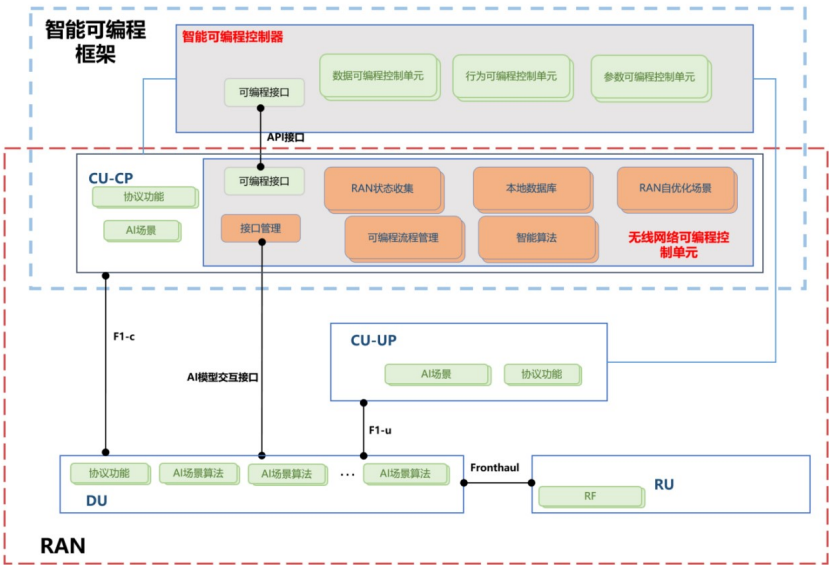 智能可编程
框架
智能可编程控制器
可编程接口
数据可编程控制单元
行为可编程控制单元
参数可编程控制单元
API接口
CU-CP
协议功能
AI场景
可编程接口
接口管理
RAN状态收集
本地数据库
RAN自优化场景
可编程流程管理
智能算法
无线网络可编程控
制单元
F1-c
AI模型交互接口
CU-UP
AI场景
协议功能
F1-u
协议功能
AI场景算法
AI场景算法
...
AI场景算法
DU
Fronthaul
RU
RF
RAN